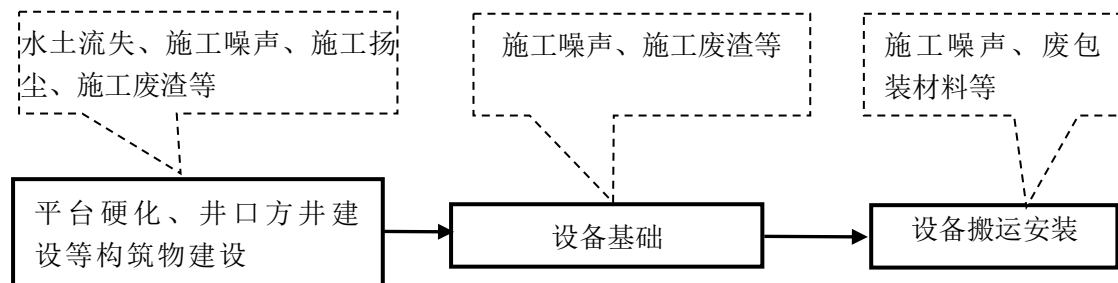 水土流失、施工噪声、施工扬
尘、施工废渣等
施工噪声、施工废渣等
施工噪声、废包
装材料等
平台硬化、井口方井建
设等构筑物建设
设备基础
设备搬运安装